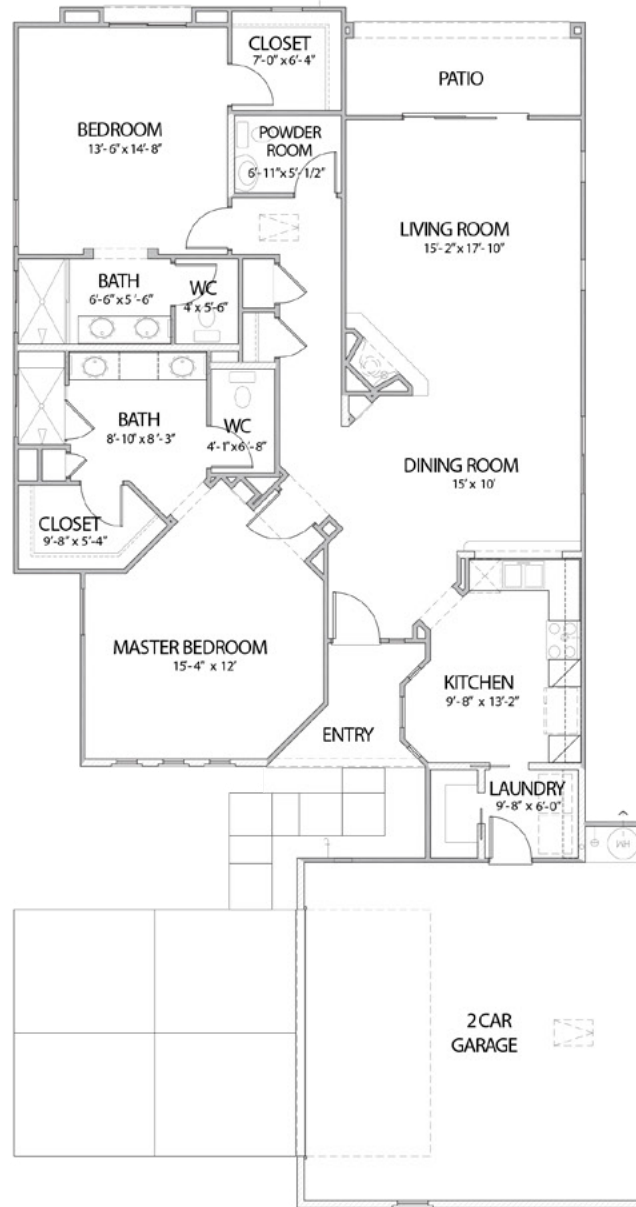 CLOSET
7'-0" x 6'-4"
PATIO
BEDROOM
13'-6" x 14'-8"
POWDER
ROOM
6'-11" x 5'-1/2"
LIVING ROOM
15'-2" x 17'-10"
BATH
6'-6" x 5'-6"
WC
4' x 5'-6"
BATH
8'-10" x 8'-3"
WC
4'-1" x 6'-8"
DINING ROOM
15' x 10'
CLOSET
9'-8" x 5'-4"
MASTER BEDROOM
15'-4" x 12'
KITCHEN
9'-8" x 13'-2"
ENTRY
LAUNDRY
9'-8" x 6'-0"
WH
2 CAR
GARAGE